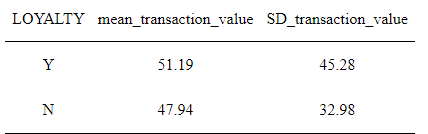 LOYALTY mean_transaction_value SD_transaction_value
Y 51.19 45.28
N 47.94 32.98